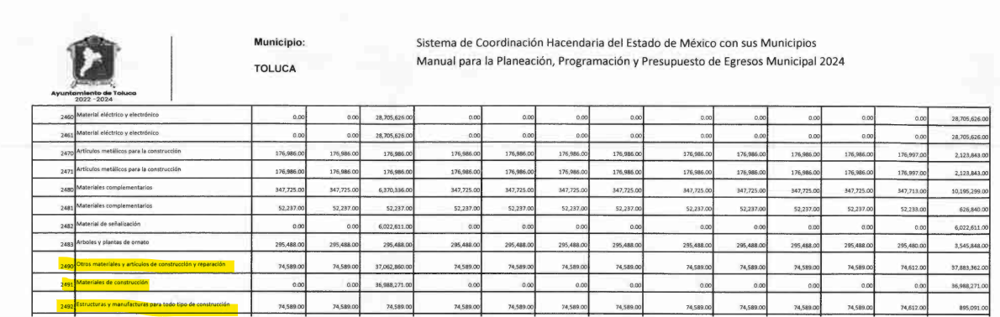 Municipio:
Sistema de Coordinación Hacendaria del Estado de México con sus Municipios
Manual para la Planeación, Programación y Presupuesto de Egresos Municipal 2024
TOLUCA
Ayuntamiento de Toluca
2022 - 2024
2460 Material eléctrico y electrónico 0.00 0.00 28,705,626.00 0.00 0.00 0.00 0.00 0.00 0.00 0.00 0.00 0.00 28,705,626.00
2461 Material eléctrico y electrónico 0.00 0.00 28,705,626.00 0.00 0.00 0.00 0.00 0.00 0.00 0.00 0.00 0.00 28,705,626.00
2470 Artículos metálicos para la construcción 176,986.00 176,986.00 176,986.00 176,986.00 176,986.00 176,986.00 176,986.00 176,986.00 176,986.00 176,986.00 176,986.00 176,997.00 2,123,843.00
2471 Artículos metálicos para la construcción 176,986.00 176,986.00 176,986.00 176,986.00 176,986.00 176,986.00 176,986.00 176,986.00 176,986.00 176,986.00 176,986.00 176,997.00 2,123,843.00
2480 Materiales complementarios 347,725.00 347,725.00 6,370,336.00 347,725.00 347,725.00 347,725.00 347,725.00 347,725.00 347,725.00 347,725.00 347,725.00 347,713.00 10,195,299.00
2481 Materiales complementarios 52,237.00 52,237.00 52,237.00 52,237.00 52,237.00 52,237.00 52,237.00 52,237.00 52,237.00 52,237.00 52,237.00 52,233.00 626,840.00
2482 Material de señalización 0.00 0.00 6,022,611.00 0.00 0.00 0.00 0.00 0.00 0.00 0.00 0.00 0.00 6,022,611.00
2483 Arboles y plantas de ornato 295,488.00 295,488.00 295,488.00 295,488.00 295,488.00 295,488.00 295,488.00 295,488.00 295,488.00 295,488.00 295,488.00 295,480.00 3,545,848.00
2490 Otros materiales y artículos de construcción y reparación 74,589.00 74,589.00 37,062,860.00 74,589.00 74,589.00 74,589.00 74,589.00 74,589.00 74,589.00 74,589.00 74,589.00 74,612.00 37,883,362.00
2491 Materiales de construcción 0.00 0.00 36,988,271.00 0.00 0.00 0.00 0.00 0.00 0.00 0.00 0.00 0.00 36,988,271.00
2492 Estructuras y manufacturas para todo tipo de construcción 74,589.00 74,589.00 74,589.00 74,589.00 74,589.00 74,589.00 74,589.00 74,589.00 74,589.00 74,589.00 74,589.00 74,612.00 895,091.00